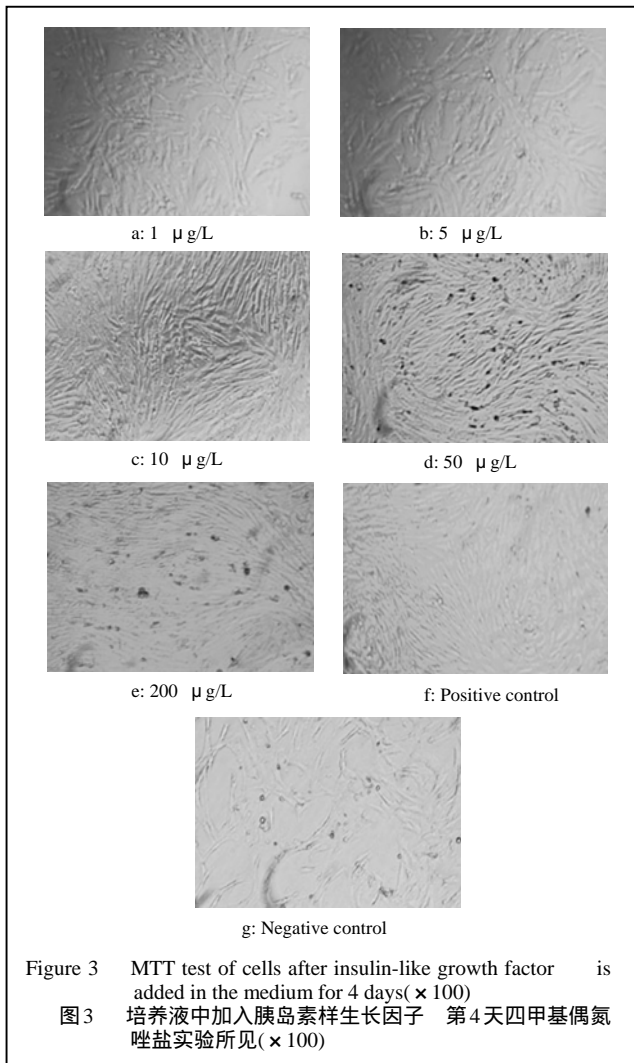 a: 1 μg/L
b: 5 μg/L
c: 10 μg/L
d: 50 μg/L
e: 200 μg/L
f: Positive control
g: Negative control
Figure 3 MTT test of cells after insulin-like growth factor is
added in the medium for 4 days(×100)
图3 培养液中加入胰岛素样生长因子 第4天四甲基偶氮
唑盐实验所见(×100)